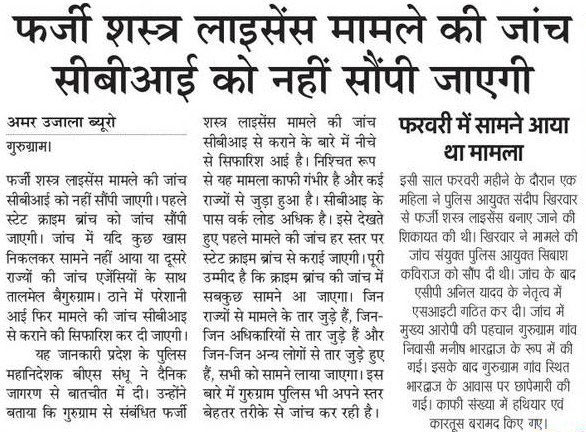 फर्जी शस्त्र लाइसेंस मामले की जांच
सीबीआई को नहीं सौंपी जाएगी
अमर उजाला ब्यूरो
गुरुग्राम।
फर्जी शस्त्र लाइसेंस मामले की जांच
सीबीआई को नहीं सौंपी जाएगी। पहले
स्टेट क्राइम ब्रांच को जांच सौंपी
जाएगी। जांच में यदि कुछ खास
निकलकर सामने नहीं आया या दूसरे
राज्यों की जांच एजेंसियों के साथ
तालमेल बैगुरुग्राम। ठाने में परेशानी
आई फिर मामले की जांच सीबीआई
से कराने की सिफारिश कर दी जाएगी।
यह जानकारी प्रदेश के पुलिस
महानिदेशक बीएस संधू ने दैनिक
जागरण से बातचीत में दी। उन्होंने
बताया कि गुरुग्राम से संबंधित फर्जी
शस्त्र लाइसेंस मामले की जांच
सीबीआई से कराने के बारे में नीचे
से सिफारिश आई है। निश्चित रूप
से यह मामला काफी गंभीर है और कई
राज्यों से जुड़ा हुआ है। सीबीआई के
पास वर्क लोड अधिक है। इसे देखते
हुए पहले मामले की जांच हर स्तर पर
स्टेट क्राइम ब्रांच से कराई जाएगी। पूरी
उम्मीद है कि क्राइम ब्रांच की जांच में
सबकुछ सामने आ जाएगा। जिन
राज्यों से मामले के तार जुड़े हैं, जिन-
जिन अधिकारियों से तार जुड़े हैं और
जिन-जिन अन्य लोगों से तार जुड़े हुए
हैं, सभी को सामने लाया जाएगा। इस
बारे में गुरुग्राम पुलिस भी अपने स्तर
बेहतर तरीके से जांच कर रही है।
फरवरी में सामने आया
था मामला
इसी साल फरवरी महीने के दौरान एक
महिला ने पुलिस आयुक्त संदीप खिरवार
से फर्जी शस्त्र लाइसेंस बनाए जाने की
शिकायत की थी। खिरवार ने मामले की
जांच संयुक्त पुलिस आयुक्त सिबाश
कविराज को सौंप दी थी। जांच के बाद
एसीपी अनिल यादव के नेतृत्व में
एसआइटी गठित कर दी। जांच में
मुख्य आरोपी की पहचान गुरुग्राम गांव
निवासी मनीष भारद्वाज के रूप में की
गई। इसके बाद गुरुग्राम गांव स्थित
भारद्वाज के आवास पर छापेमारी की
गई। काफी संख्या में हथियार एवं
कारतूस बरामद किए गए।